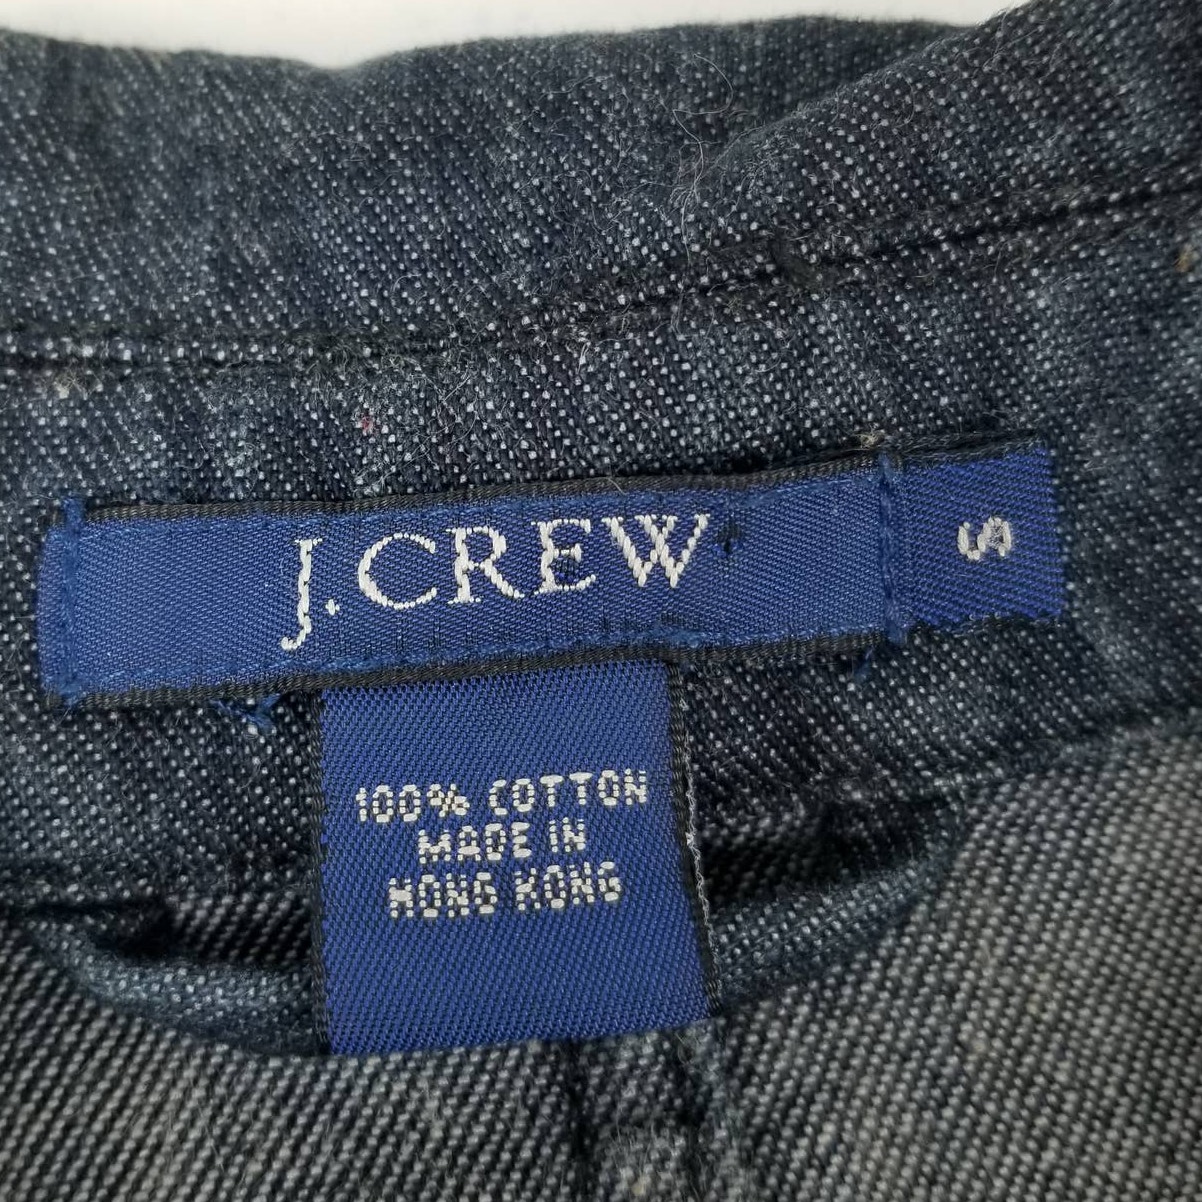 J.CREW
S
100% COTTON
MADE IN
HONG KONG